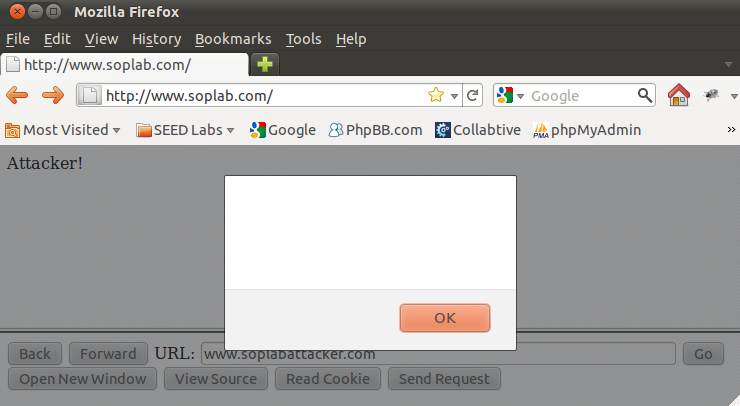 Mozilla Firefox
File Edit View History Bookmarks Tools Help
http://www.soplab.com/
http://www.soplab.com/ Google
Most Visited SEED Labs Google PhpBB.com Collabtive PMA phpMyAdmin »
Attacker!
OK
Back Forward URL: www.soplabattacker.com Go
Open New Window View Source Read Cookie Send Request